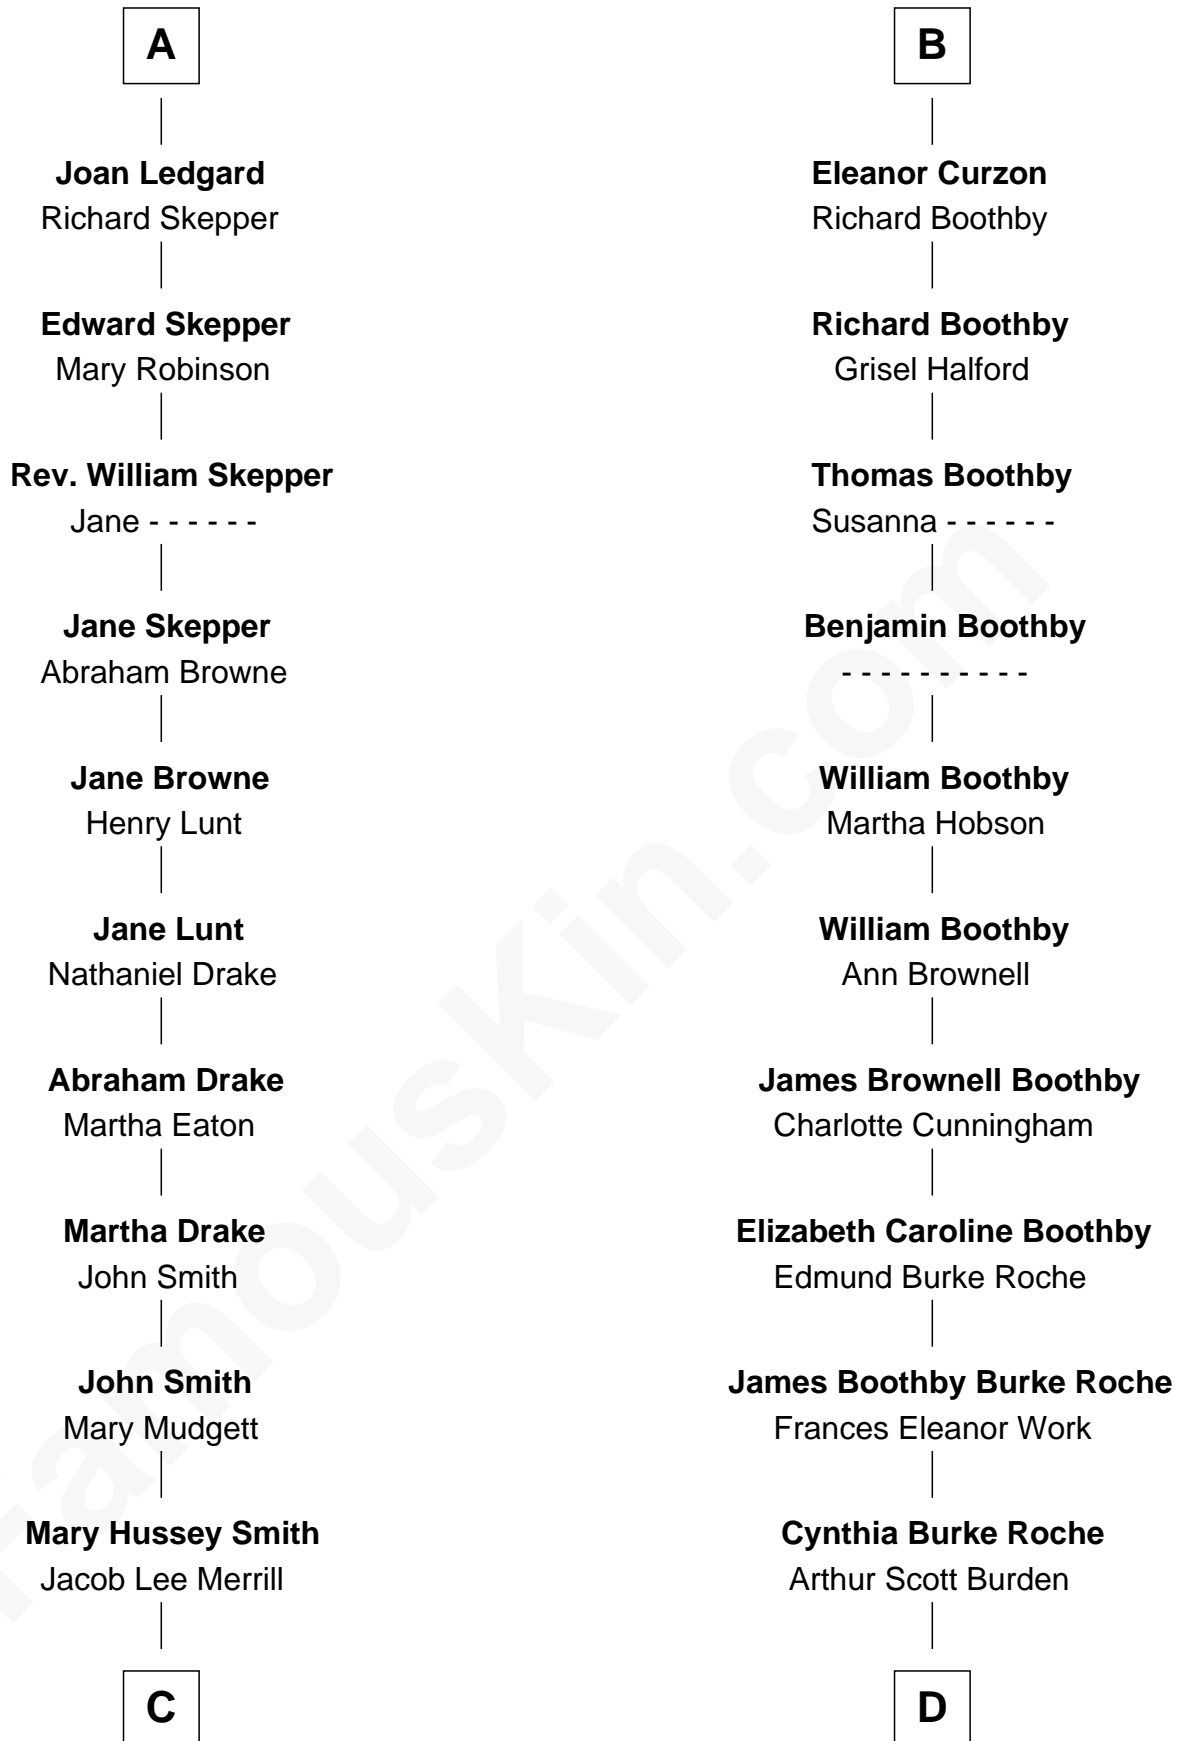 A
Joan Ledgard
Richard Skepper
Edward Skepper
Mary Robinson
Rev. William Skepper
Jane - - - - - -
Jane Skepper
Abraham Browne
Jane Browne
Henry Lunt
Jane Lunt
Nathaniel Drake
Abraham Drake
Martha Eaton
Martha Drake
John Smith
John Smith
Mary Mudgett
Mary Hussey Smith
Jacob Lee Merrill
C
B
Eleanor Curzon
Richard Boothby
Richard Boothby
Grisel Halford
Thomas Boothby
Susanna - - - - - -
Benjamin Boothby
- - - - - - - - - -
William Boothby
Martha Hobson
William Boothby
Ann Brownell
James Brownell Boothby
Charlotte Cunningham
Elizabeth Caroline Boothby
Edmund Burke Roche
James Boothby Burke Roche
Frances Eleanor Work
Cynthia Burke Roche
Arthur Scott Burden
D
FamousKin.com